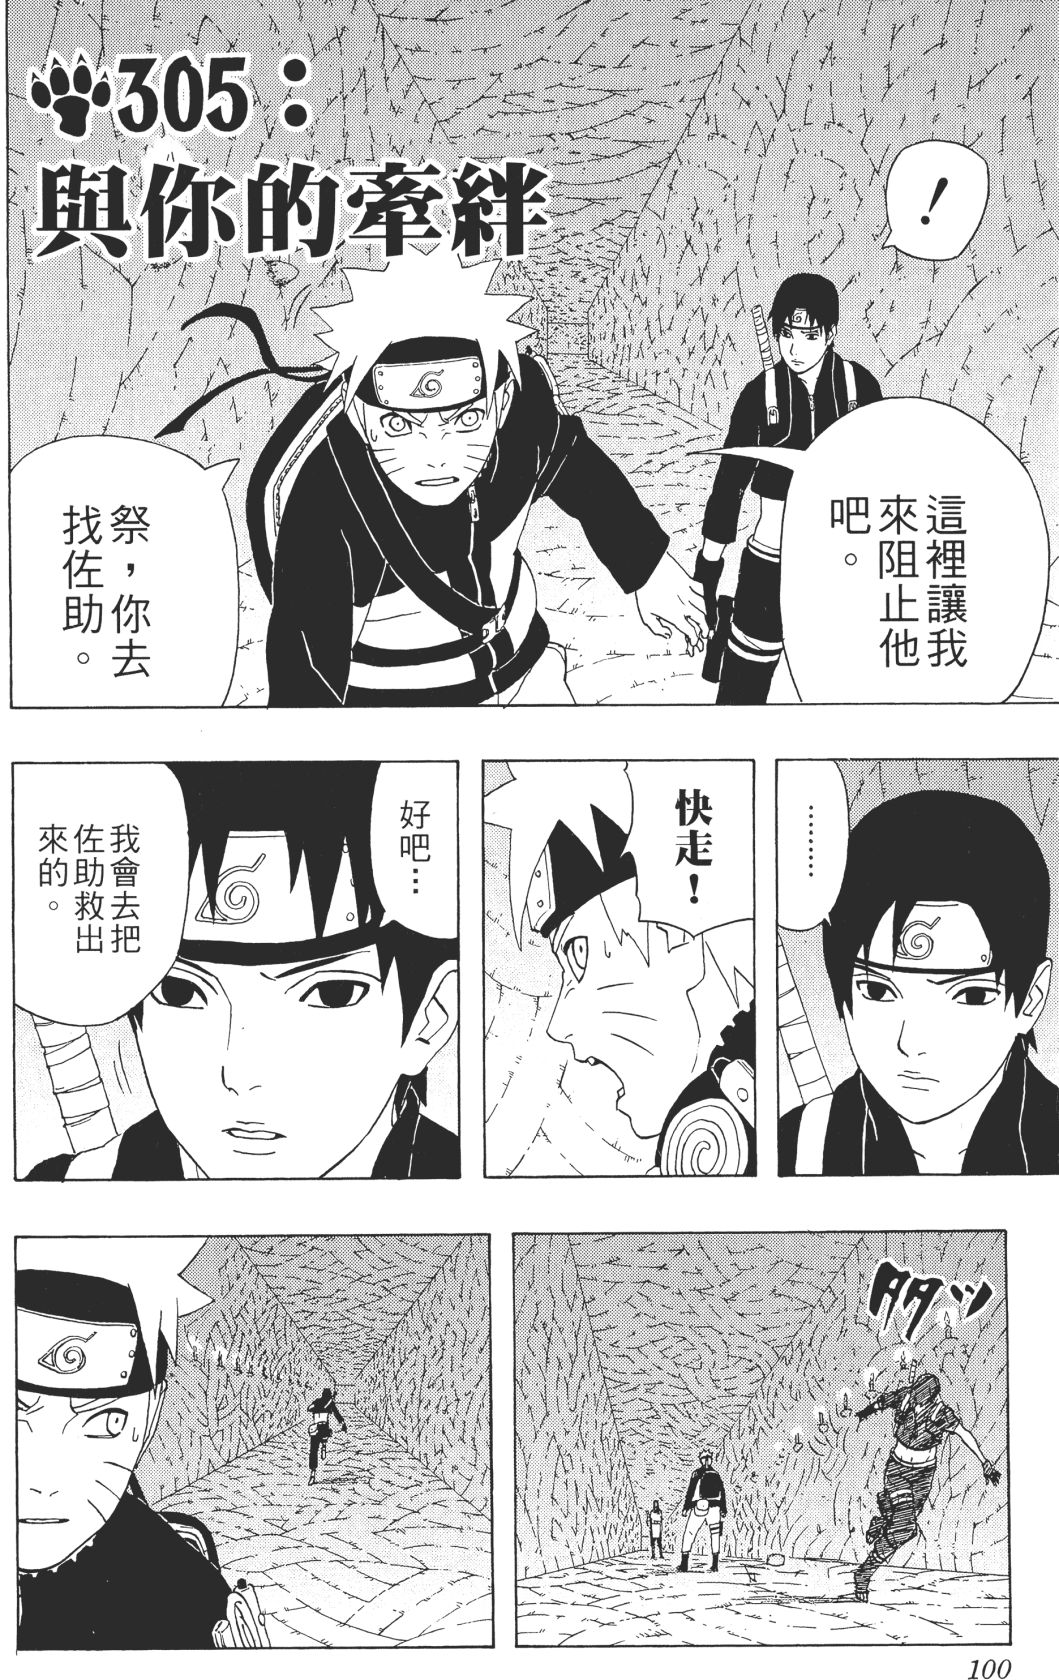 305：
與你的牽絆
！
這裡讓我
來阻止他
吧。
祭，你去
找佐助。
………
快走！
好吧…
我會去把
佐助救出
來的。
タタッ
100